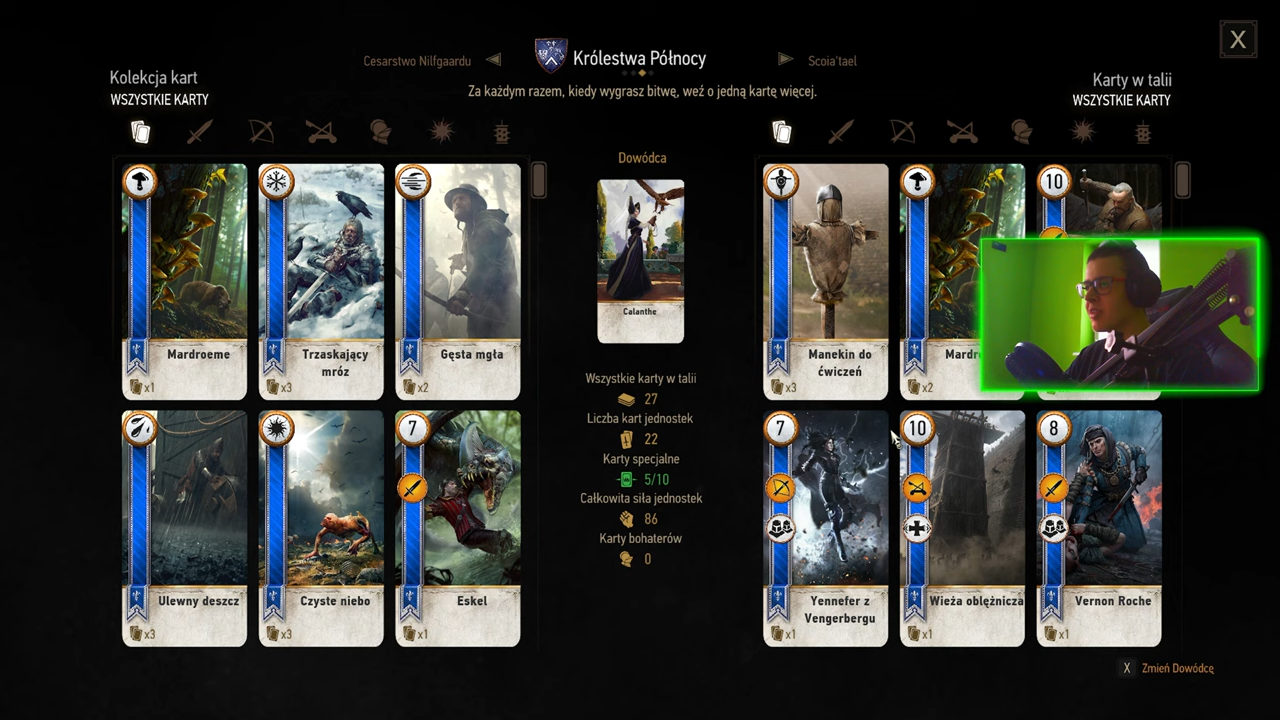 Cesarstwo Nilfgaardu
Królestwa Północy
Scoia'tael
X
Kolekcja kart
WSZYSTKIE KARTY
Za każdym razem, kiedy wygrasz bitwę, weź o jedną kartę więcej.
Karty w talii
WSZYSTKIE KARTY
Mardroeme
x1
Trzaskający
mróz
x3
Gęsta mgła
x2
Ulewny deszcz
x3
Czyste niebo
x3
7
Eskel
x1
Dowódca
Calanthe
Wszystkie karty w talii
27
Liczba kart jednostek
22
Karty specjalne
5/10
Całkowita siła jednostek
86
Karty bohaterów
0
Manekin do
ćwiczeń
x3
Mardro
x2
10
7
Yennefer z
Vengerbergu
x1
10
Wieża oblężnicza
x1
8
Vernon Roche
x1
X Zmień Dowódcę